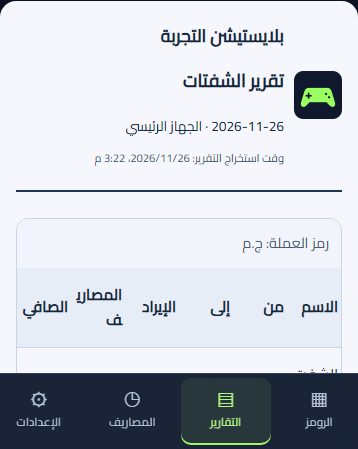 بلايستيشن التجربة
تقرير الشفتات
2026-11-26 · الجهاز الرئيسي
وقت استخراج التقرير: 2026/11/26، 3:22 م
رمز العملة: ج.م
الاسم من إلى الإيراد المصاريف الصافي
الرومز التقارير المصاريف الإعدادات